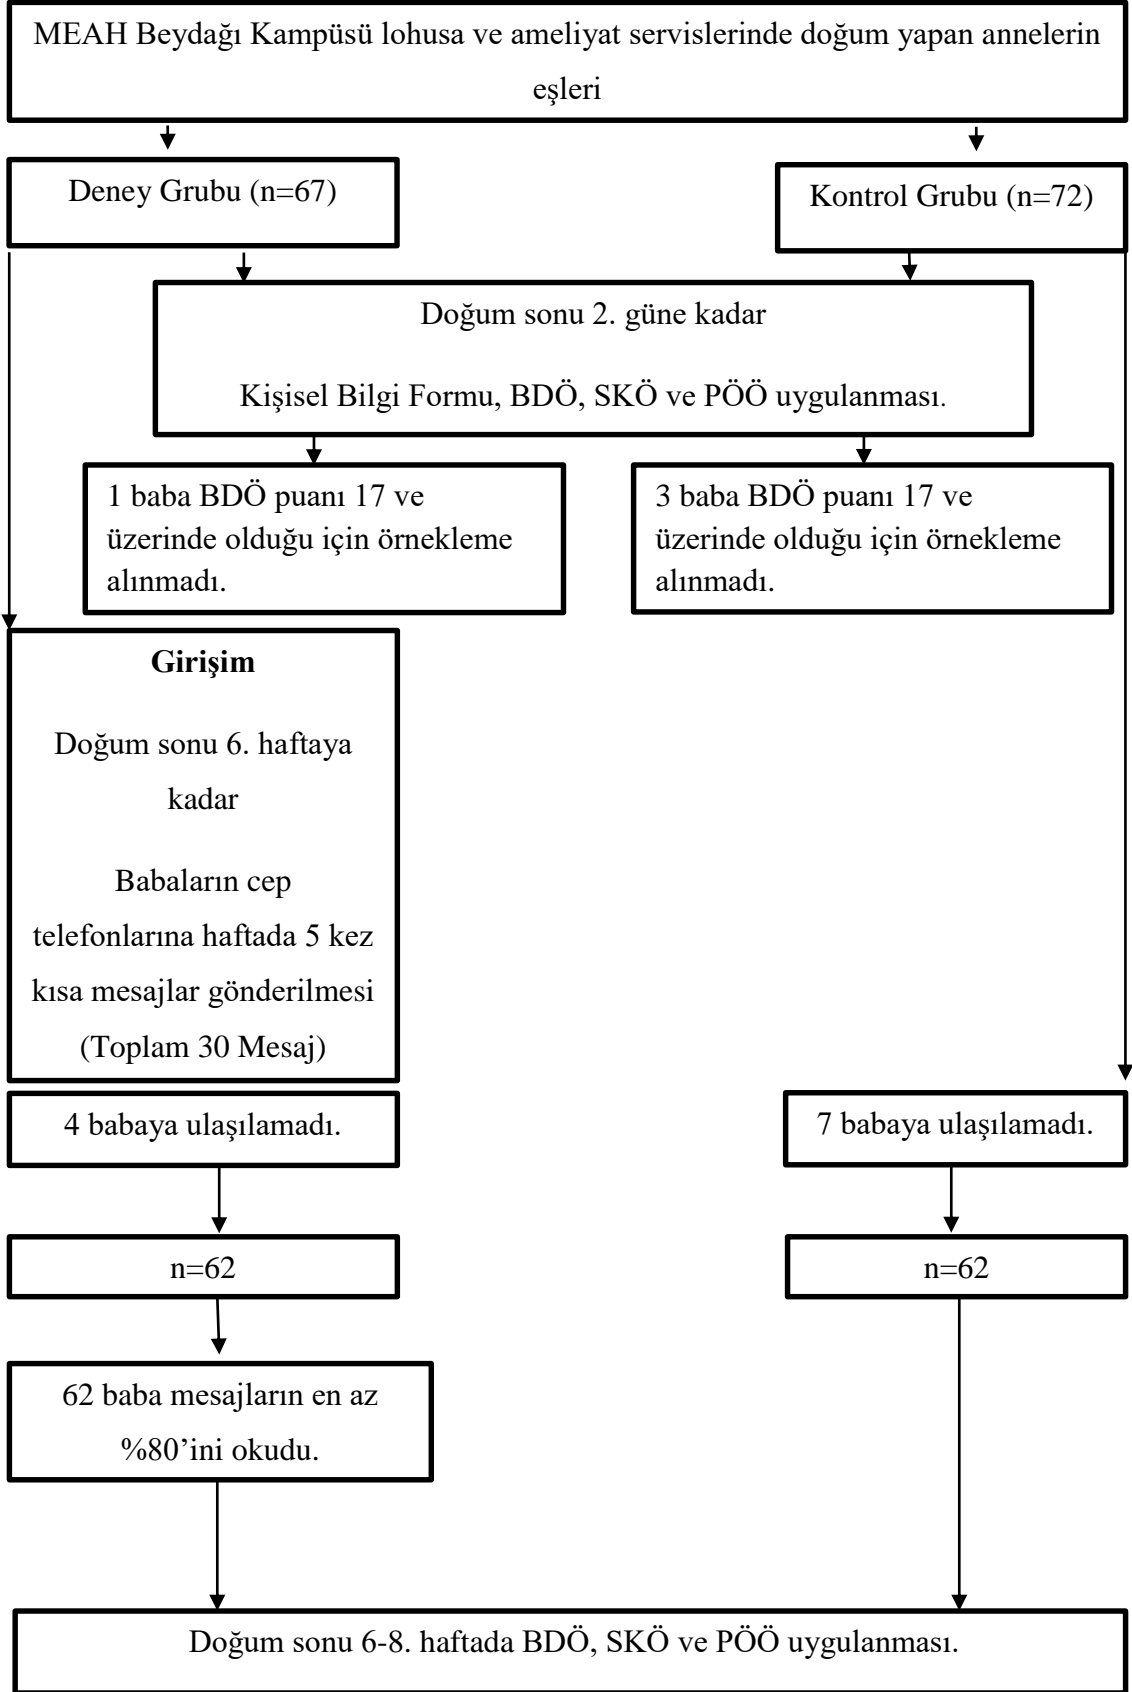 MEAH Beydağı Kampüsü lohusa ve ameliyat servislerinde doğum yapan annelerin
eşleri
Deney Grubu (n=67)
Kontrol Grubu (n=72)
Doğum sonu 2. güne kadar
Kişisel Bilgi Formu, BDÖ, SKÖ ve PÖÖ uygulanması.
1 baba BDÖ puanı 17 ve
üzerinde olduğu için örnekleme
alınmadı.
3 baba BDÖ puanı 17 ve
üzerinde olduğu için örnekleme
alınmadı.
Girişim
Doğum sonu 6. haftaya
kadar
Babaların cep
telefonlarına haftada 5 kez
kısa mesajlar gönderilmesi
(Toplam 30 Mesaj)
4 babaya ulaşılamadı.
7 babaya ulaşılamadı.
n=62
n=62
62 baba mesajların en az
%80’ini okudu.
Doğum sonu 6-8. haftada BDÖ, SKÖ ve PÖÖ uygulanması.